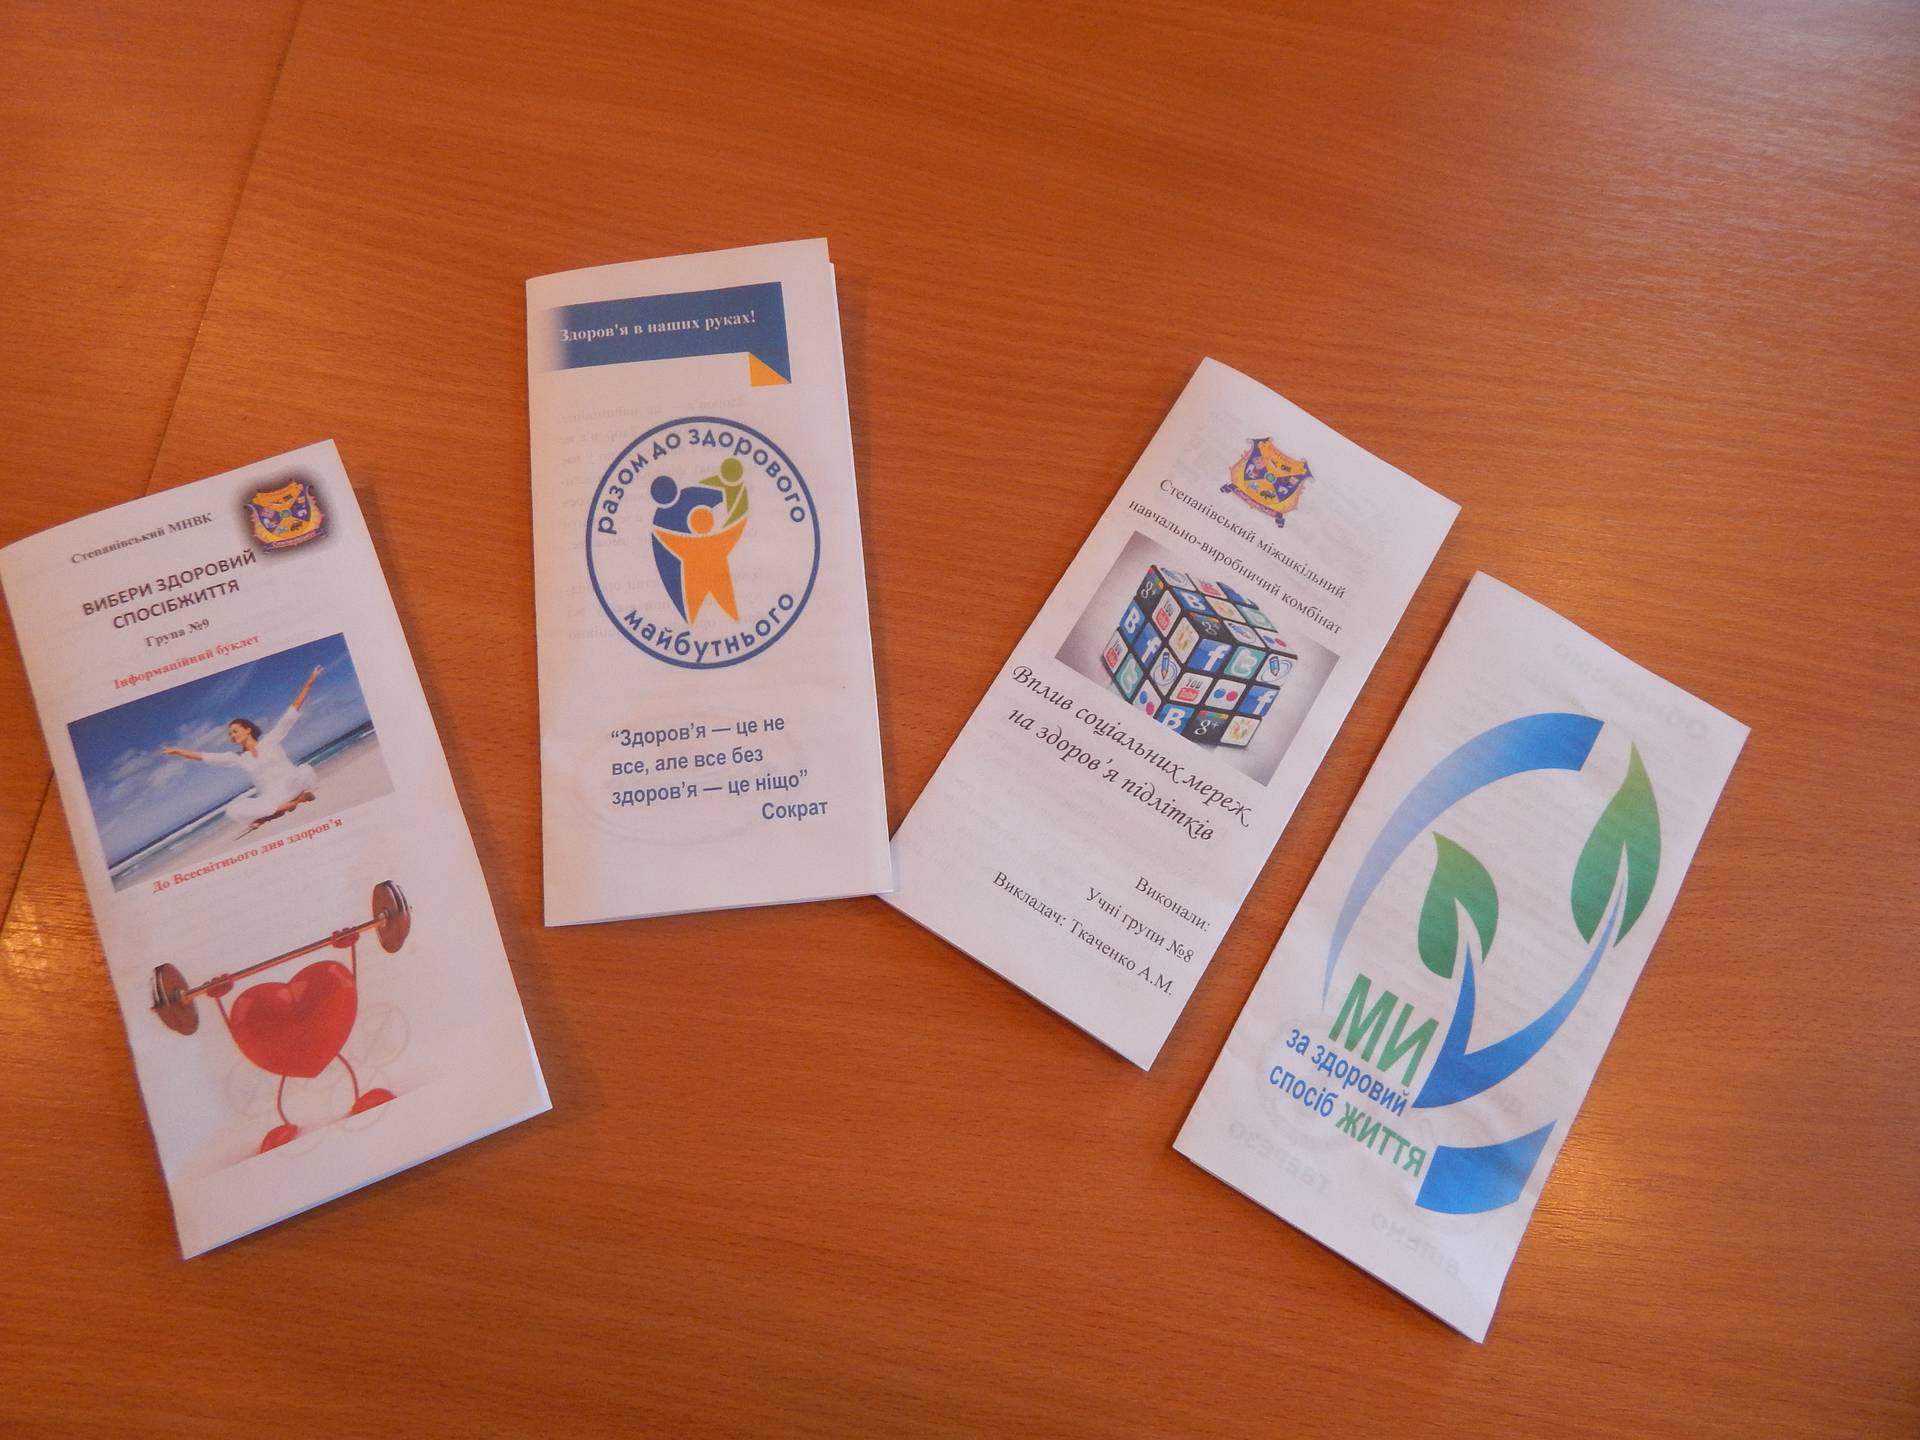 Степанівський МНВК
ВИБЕРИ ЗДОРОВИЙ
СПОСІБЖИТТЯ
Група №9
Інформаційний буклет
До Всесвітнього дня здоров'я
Здоров'я в наших руках!
разом до здорового
майбутнього
“Здоров’я — це не
все, але все без
здоров’я — це ніщо”
Сократ
Степанівський міжшкільний
навчально-виробничий комбінат
Вплив соціальних мереж
на здоров’я підлітків
Виконали:
Учні групи №8
Викладач: Ткаченко А.М.
МИ
за здоровий
спосіб ЖИТТЯ